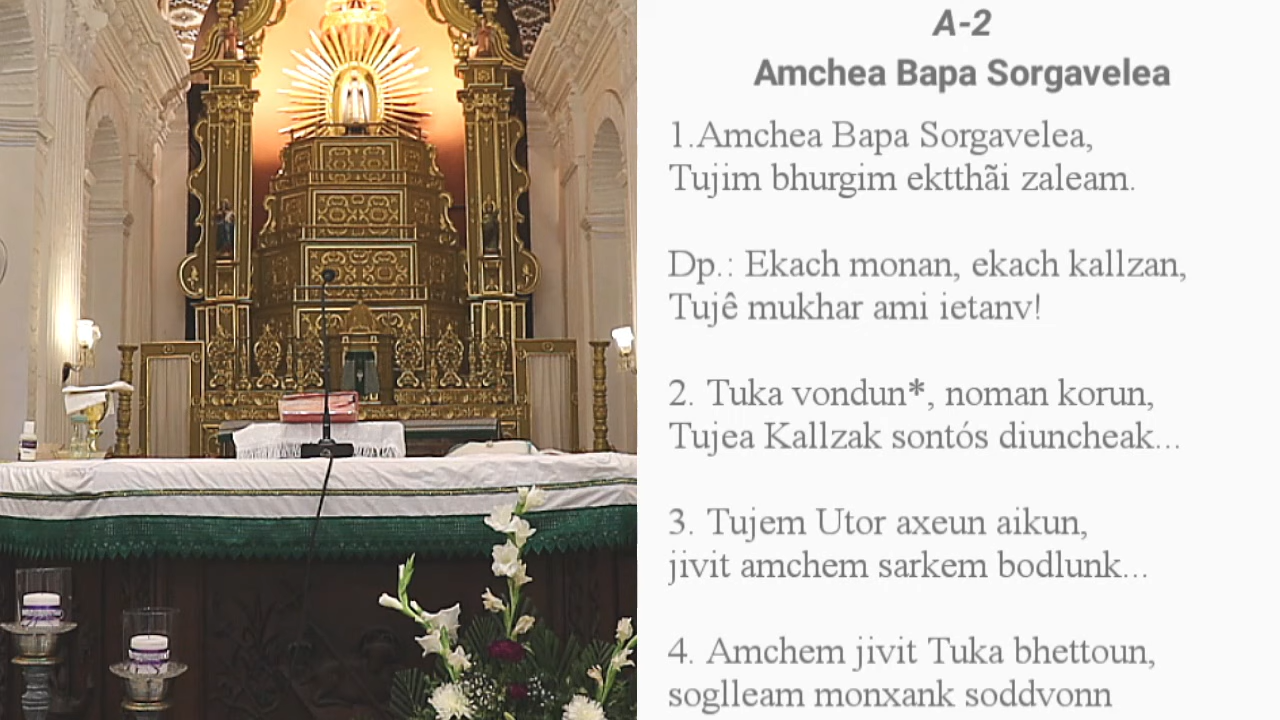 A-2
Amchea Bapa Sorgavelea
1.Amchea Bapa Sorgavelea,
Tujim bhurgim ektthãi zaleam.
Dp.: Ekach monan, ekach kallzan,
Tujê mukhar ami ietanv!
2. Tuka vondun*, noman korun,
Tujea Kallzak sontós diuncheak...
3. Tujem Utor axeun aikun,
jivit amchem sarkem bodlunk...
4. Amchem jivit Tuka bhettoun,
soglleam monxank soddvonn